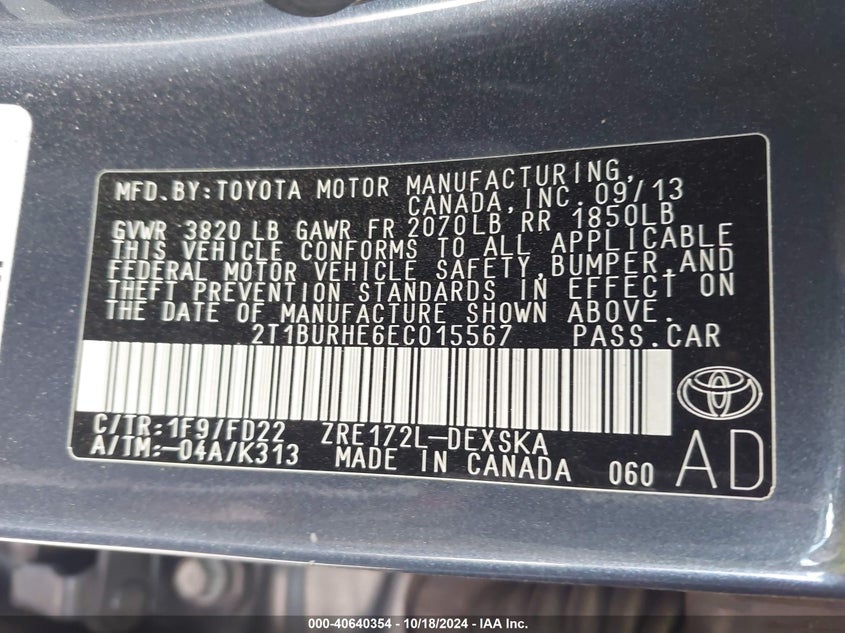 MFD.BY:TOYOTA MOTOR MANUFACTURING,
CANADA,INC. 09/13
GVWR 3820 LB GAWR FR 2070LB RR 1850LB
THIS VEHICLE CONFORMS TO ALL APPLICABLE
FEDERAL MOTOR VEHICLE SAFETY,BUMPER,AND
THEFT PREVENTION STANDARDS IN EFFECT ON
THE DATE OF MANUFACTURE SHOWN ABOVE.
2T1BURHE6EC015567 PASS.CAR
C/TR:1F9/FD22 ZRE172L-DEXSKA
A/TM:-04A/K313 MADE IN CANADA 060 AD
000-40640354 - 10/18/2024 - IAA Inc.